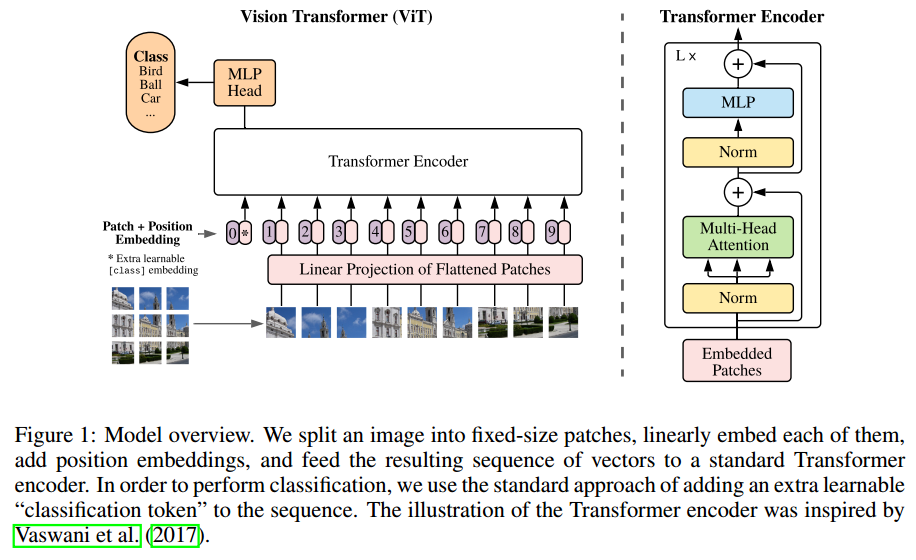 Vision Transformer (ViT)
Class
Bird
Ball
Car
...
MLP
Head
Transformer Encoder
Patch + Position
Embedding
* Extra learnable
[class] embedding
0 * 1 2 3 4 5 6 7 8 9
Linear Projection of Flattened Patches
Transformer Encoder
L x
+
MLP
Norm
+
Multi-Head
Attention
Norm
Embedded
Patches
Figure 1: Model overview. We split an image into fixed-size patches, linearly embed each of them,
add position embeddings, and feed the resulting sequence of vectors to a standard Transformer
encoder. In order to perform classification, we use the standard approach of adding an extra learnable
“classification token” to the sequence. The illustration of the Transformer encoder was inspired by
Vaswani et al. (2017).